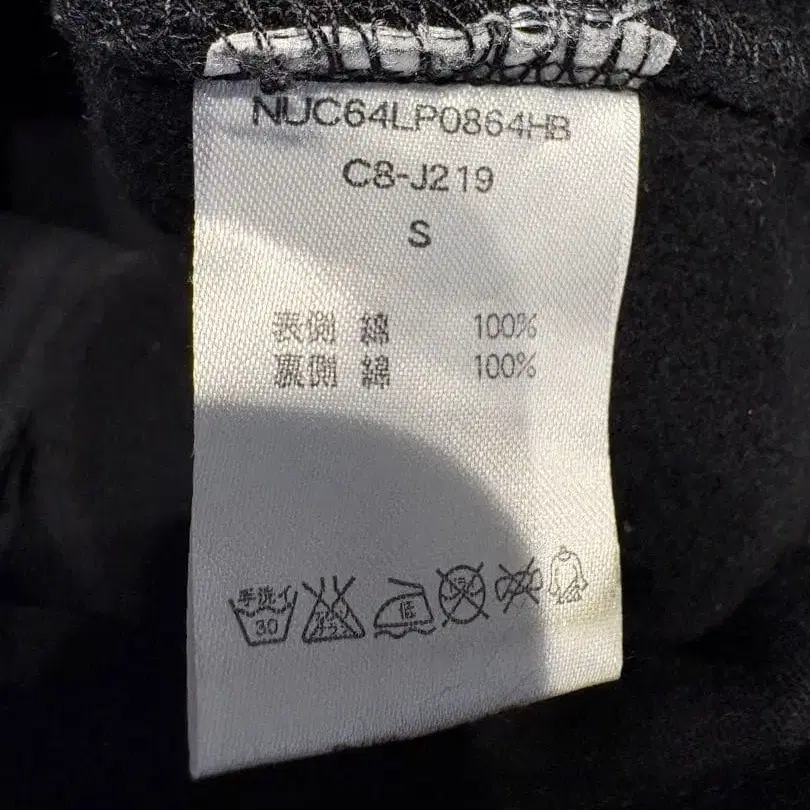 NUC64LP0864HB
C8-J219
S
表側 綿 100%
裏側 綿 100%
手洗イ 30 低